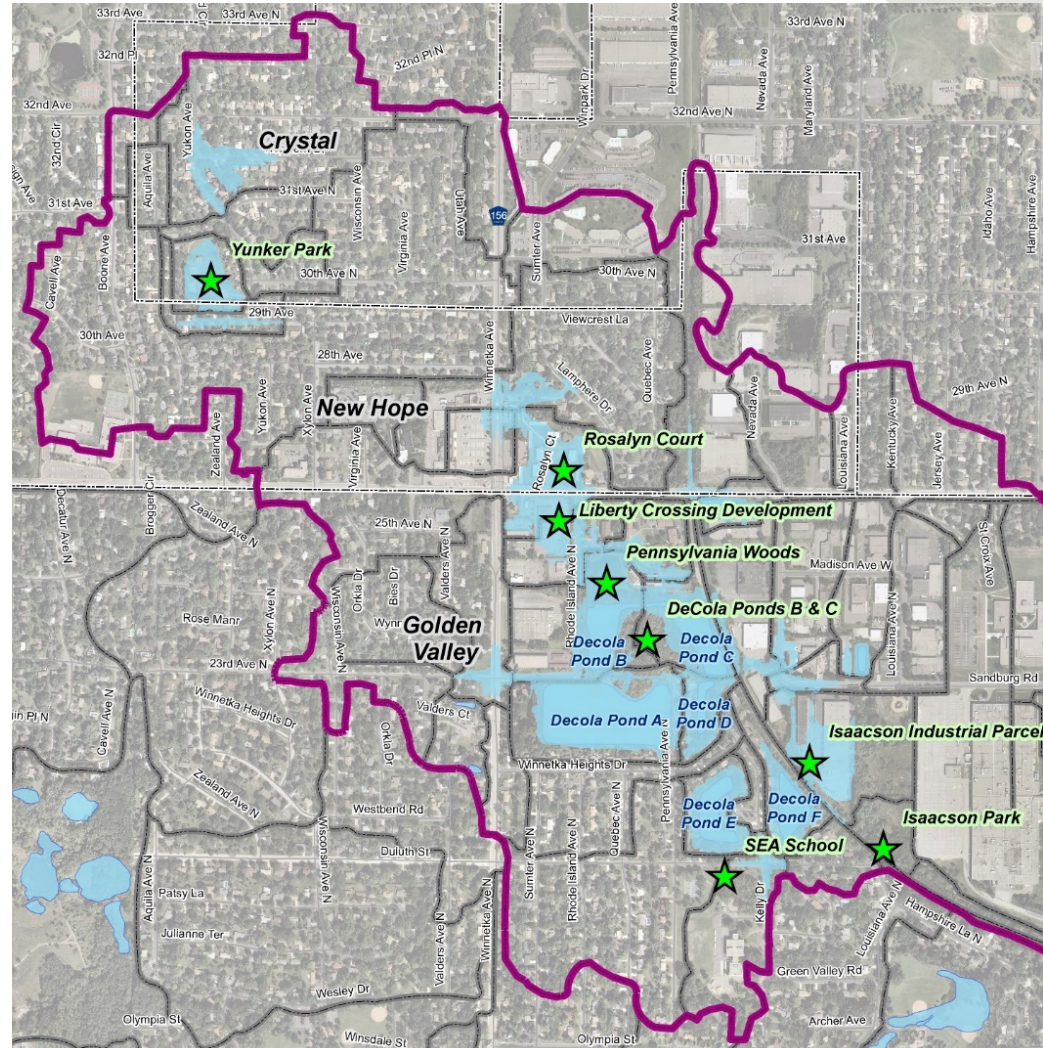 33rd Ave N
33rd Ave N
33rd Ave N
32nd Pl N
32nd Ave
32nd Ave N
32nd Cir
Yukon Ave
Crystal
Winpark Dr
Pennsylvania Ave N
Nevada Ave
Maryland Ave
Aquila Ave
31st Ave N
31st Ave
Wisconsin Ave
Virginia Ave
Utah Ave
156
Sumter Ave
31st Ave
Idaho Ave
Hampshire Ave
Cavell Ave
Boone Ave
Yunker Park
30th Ave N
30th Ave N
29th Ave
30th Ave
Viewcrest La
28th Ave
Winnetka Ave
Lamphere Dr
Quebec Ave
Nevada Ave
29th Ave N
Zealand Ave
Yukon Ave
Xylon Ave
New Hope
Virginia Ave
Rosalyn Ct
Rosalyn Court
Louisiana Ave
Kentucky Ave
Jersey Ave
Decatur Ave N
Brogger Cir
Zealand Ave N
25th Ave N
Valders Ave N
Liberty Crossing Development
Rhode Island Ave N
Pennsylvania Woods
Madison Ave W
St Croix Ave
Orkla Dr
Bies Dr
Rose Manr
Xylon Ave N
Wisconsin Ave N
Golden
Valley
DeCola Ponds B & C
Decola
Pond B
Decola
Pond C
Louisiana Ave N
23rd Ave N
Sandburg Rd
Winnetka Heights Dr
Valders Ct
Decola Pond A
Decola
Pond D
Cavell Ave N
Orkla Dr
Isaacson Industrial Parcel
Winnetka Heights Dr
Pennsylvania Ave N
Zealand Ave N
Westbend Rd
Decola
Pond E
Decola
Pond F
Isaacson Park
Wisconsin Ave N
Duluth St
Sumter Ave N
Rhode Island Ave N
Quebec Ave N
SEA School
Aquila Ave N
Patsy La
Winnetka Ave N
Kelly Dr
Louisiana Ave N
Hampshire La N
Julianne Ter
Valders Ave N
Green Valley Rd
Wesley Dr
Olympia St
Winsdale St
Olympia St
Archer Ave